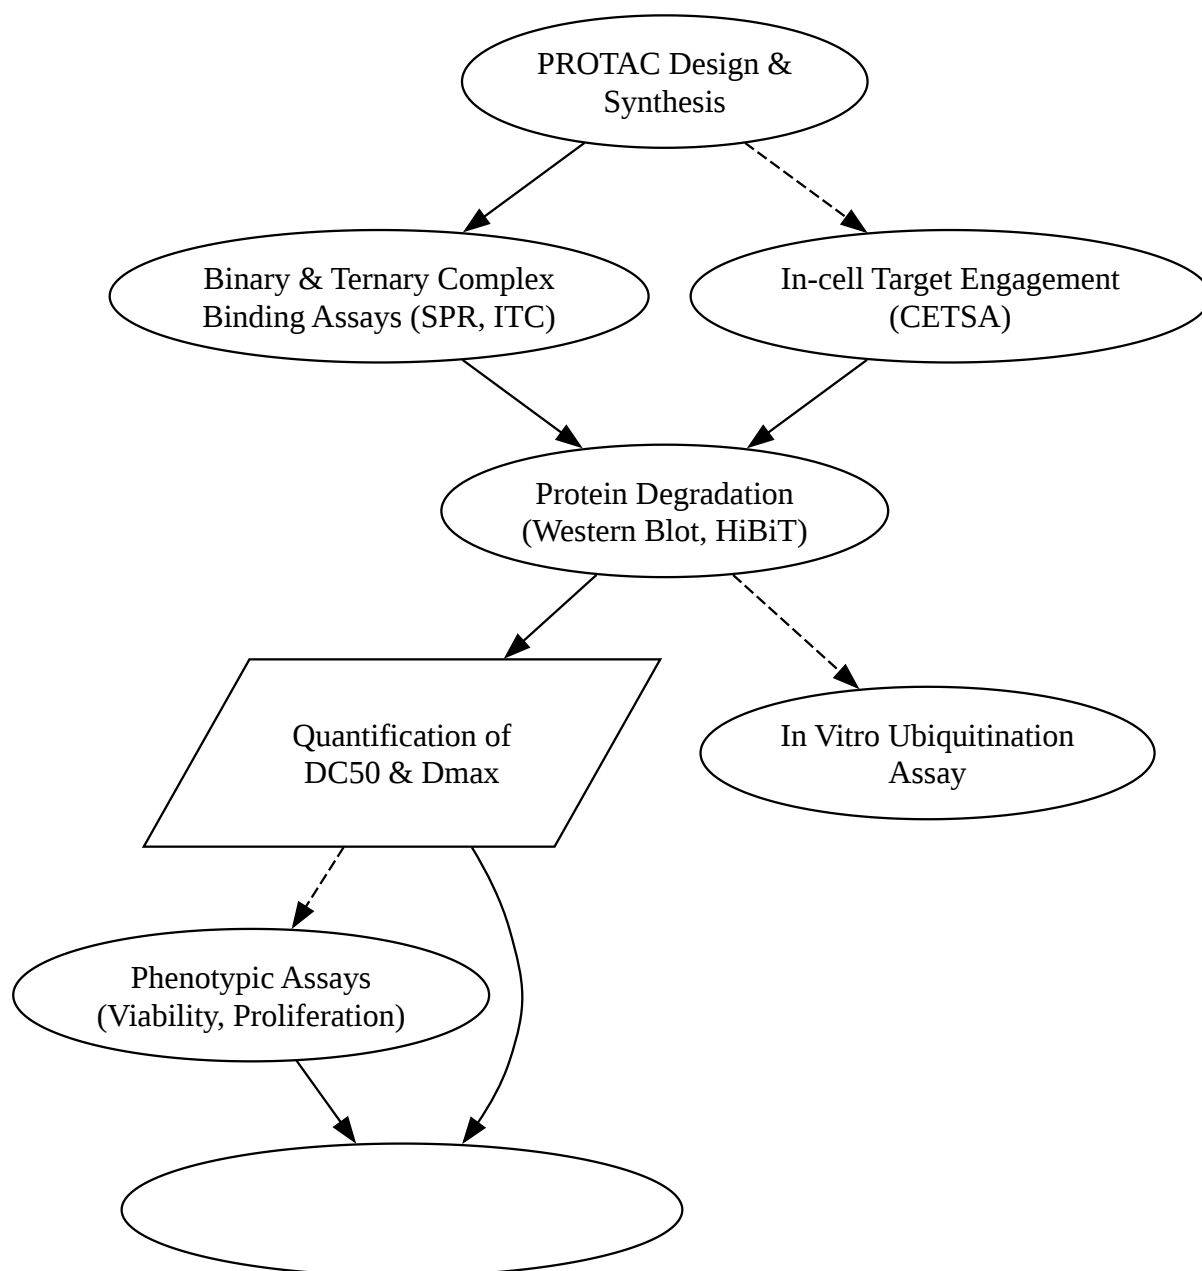 PROTAC Design &
Synthesis
Binary & Ternary Complex
Binding Assays (SPR, ITC)
In-cell Target Engagement
(CETSA)
Protein Degradation
(Western Blot, HiBiT)
Quantification of
DC50 & Dmax
In Vitro Ubiquitination
Assay
Phenotypic Assays
(Viability, Proliferation)